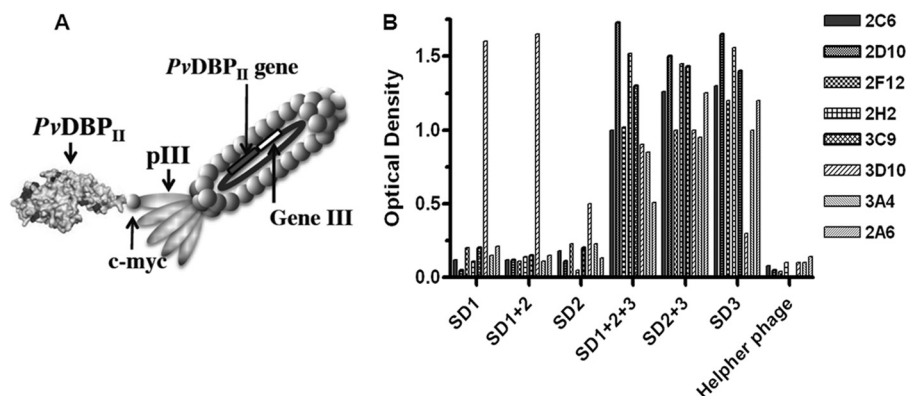 A
PvDBPII gene
PvDBPII
pIII
Gene III
c-myc
B
Optical Density
1.5
1.0
0.5
0.0
SD1
SD1+2
SD2
SD1+2+3
SD2+3
SD3
Helpher phage
2C6
2D10
2F12
2H2
3C9
3D10
3A4
2A6